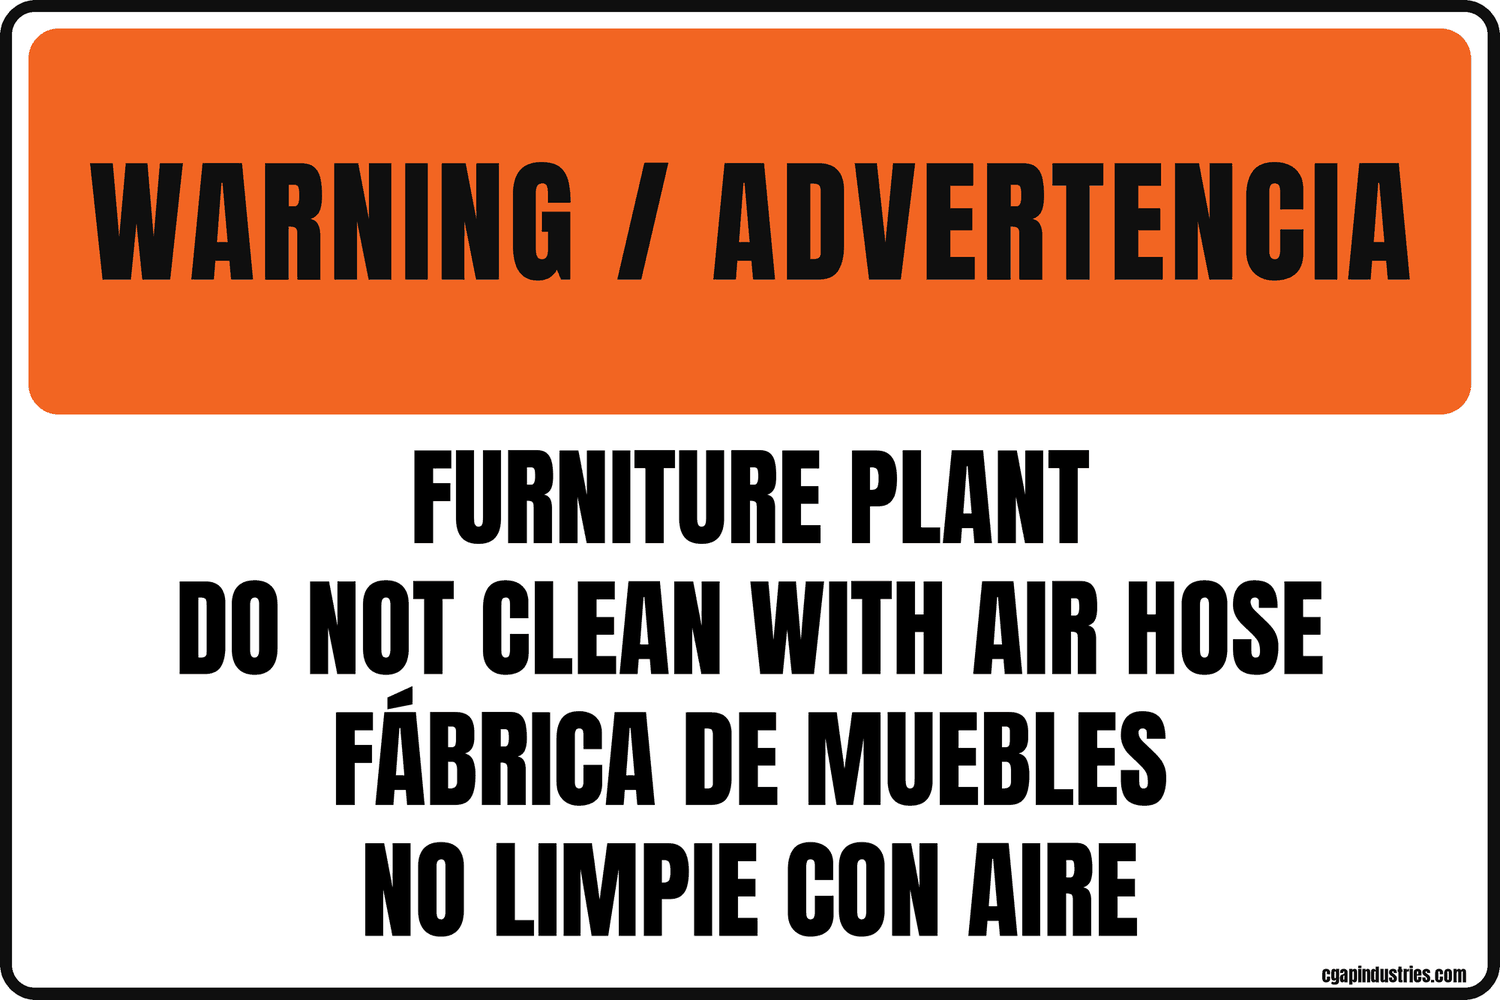 WARNING / ADVERTENCIA
FURNITURE PLANT
DO NOT CLEAN WITH AIR HOSE
FÁBRICA DE MUEBLES
NO LIMPIE CON AIRE
cgapindustries.com